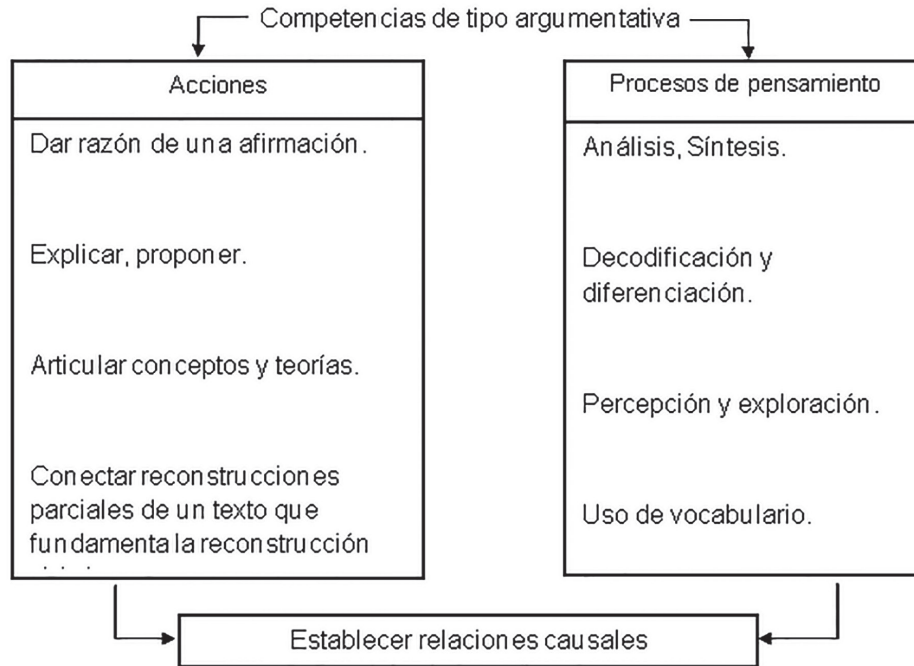 Competencias de tipo argumentativa
Acciones
Dar razón de una afirmación.
Explicar, proponer.
Articular conceptos y teorías.
Conectar reconstrucciones
parciales de un texto que
fundamenta la reconstrucción
Procesos de pensamiento
Análisis, Síntesis.
Decodificación y
diferenciación.
Percepción y exploración.
Uso de vocabulario.
Establecer relaciones causales